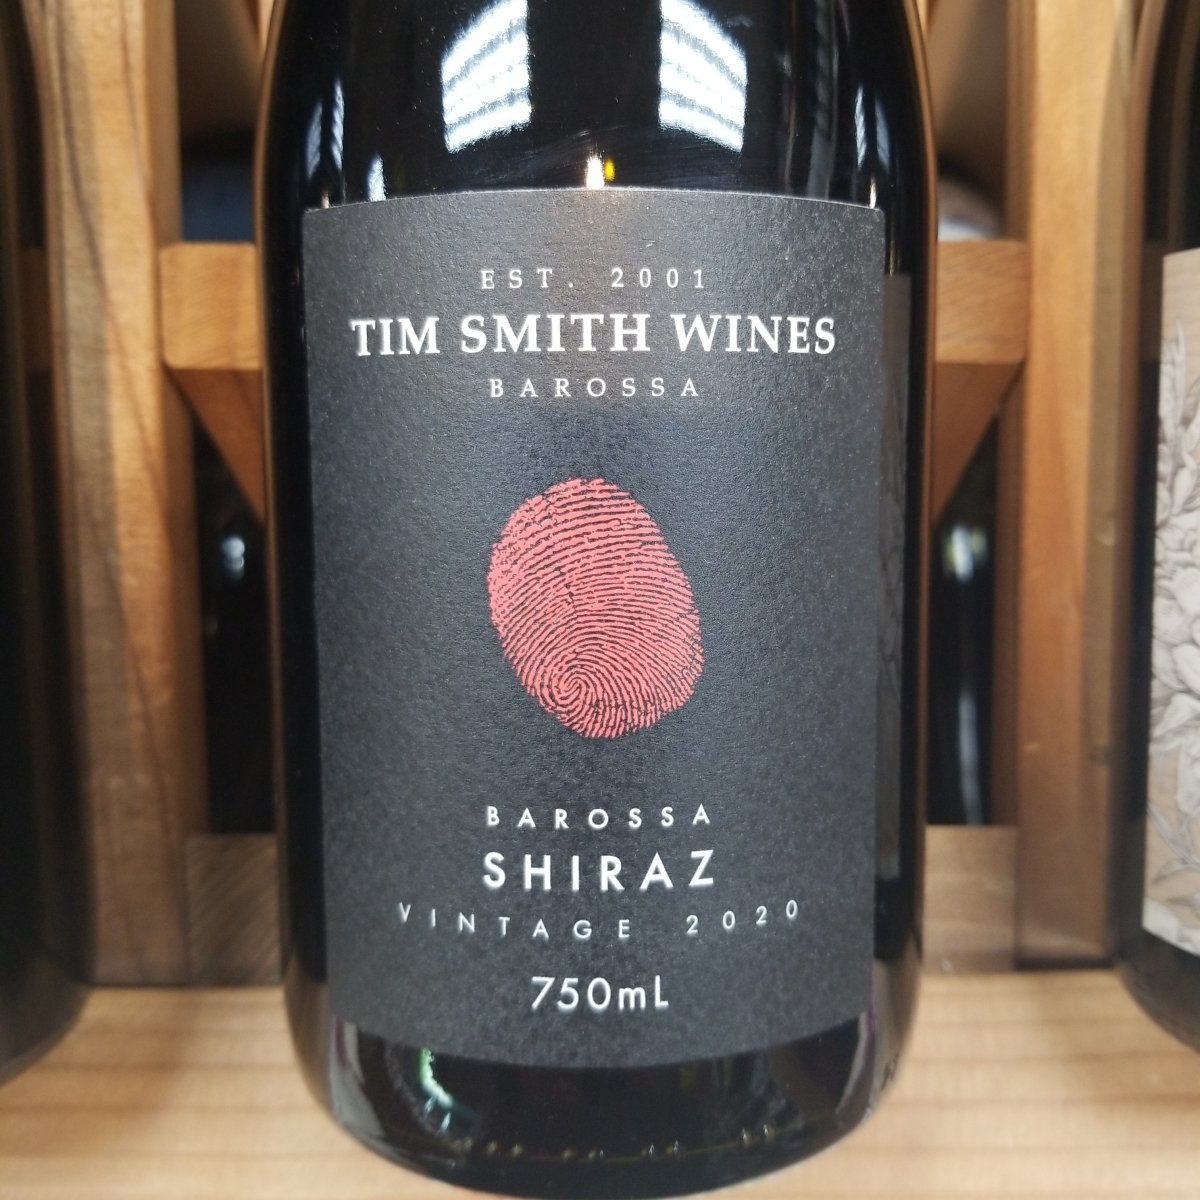 EST. 2001
TIM SMITH WINES
BAROSSA
BAROSSA
SHIRAZ
VINTAGE 2020
750mL